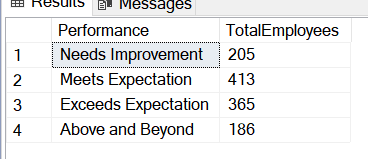 Results Messages
Performance TotalEmployees
1 Needs Improvement 205
2 Meets Expectation 413
3 Exceeds Expectation 365
4 Above and Beyond 186